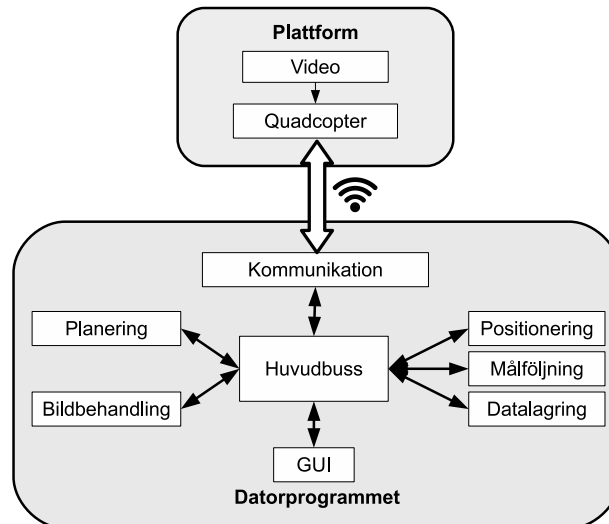 Plattform
Video
Quadcopter
Kommunikation
Planering
Positionering
Huvudbuss
Målföljning
Bildbehandling
Datalagring
GUI
Datorprogrammet